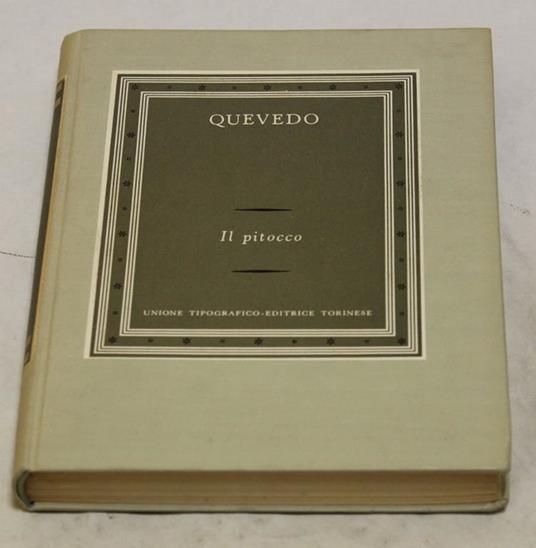 QUEVEDO
Il pitocco
UNIONE TIPOGRAFICO-EDITRICE TORINESE